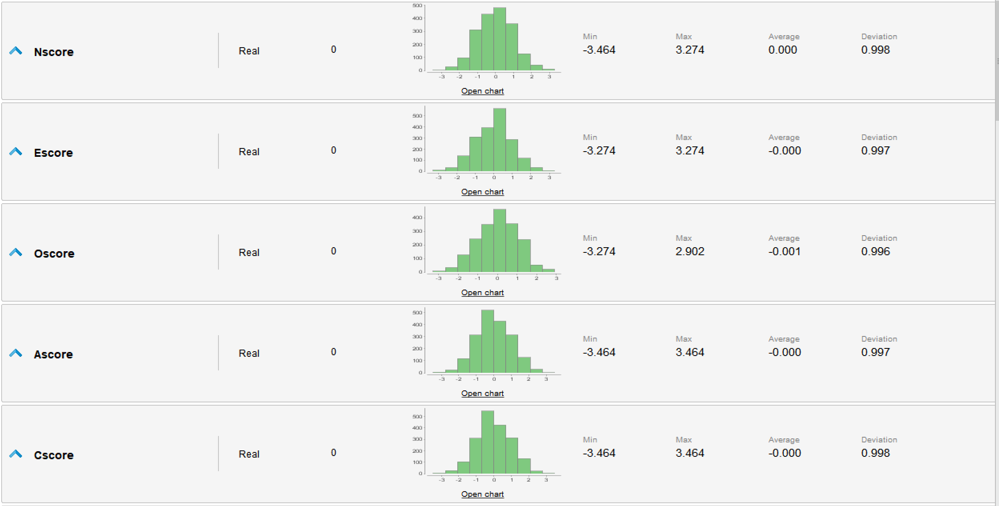 500
400
300
200
100
0
-3 -2 -1 0 1 2 3
Nscore Real 0 Min Max Average Deviation
-3.464 3.274 0.000 0.998
Open chart
500
400
300
200
100
0
-3 -2 -1 0 1 2 3
Escore Real 0 Min Max Average Deviation
-3.274 3.274 -0.000 0.997
Open chart
400
300
200
100
0
-3 -2 -1 0 1 2 3
Oscore Real 0 Min Max Average Deviation
-3.274 2.902 -0.001 0.996
Open chart
500
400
300
200
100
0
-3 -2 -1 0 1 2 3
Ascore Real 0 Min Max Average Deviation
-3.464 3.464 -0.000 0.997
Open chart
500
400
300
200
100
0
-3 -2 -1 0 1 2 3
Cscore Real 0 Min Max Average Deviation
-3.464 3.464 -0.000 0.998
Open chart